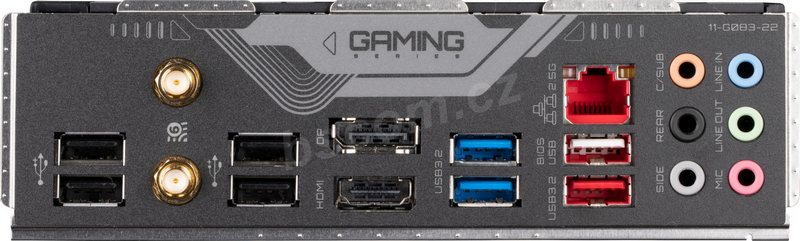 GAMING
SERIES
11-G0B3-22
2.5G
C/SUB
LINE IN
DP
REAR
LINE OUT
BIOS
USB
HDMI
USB3.2
USB3.2
SIDE
MIC